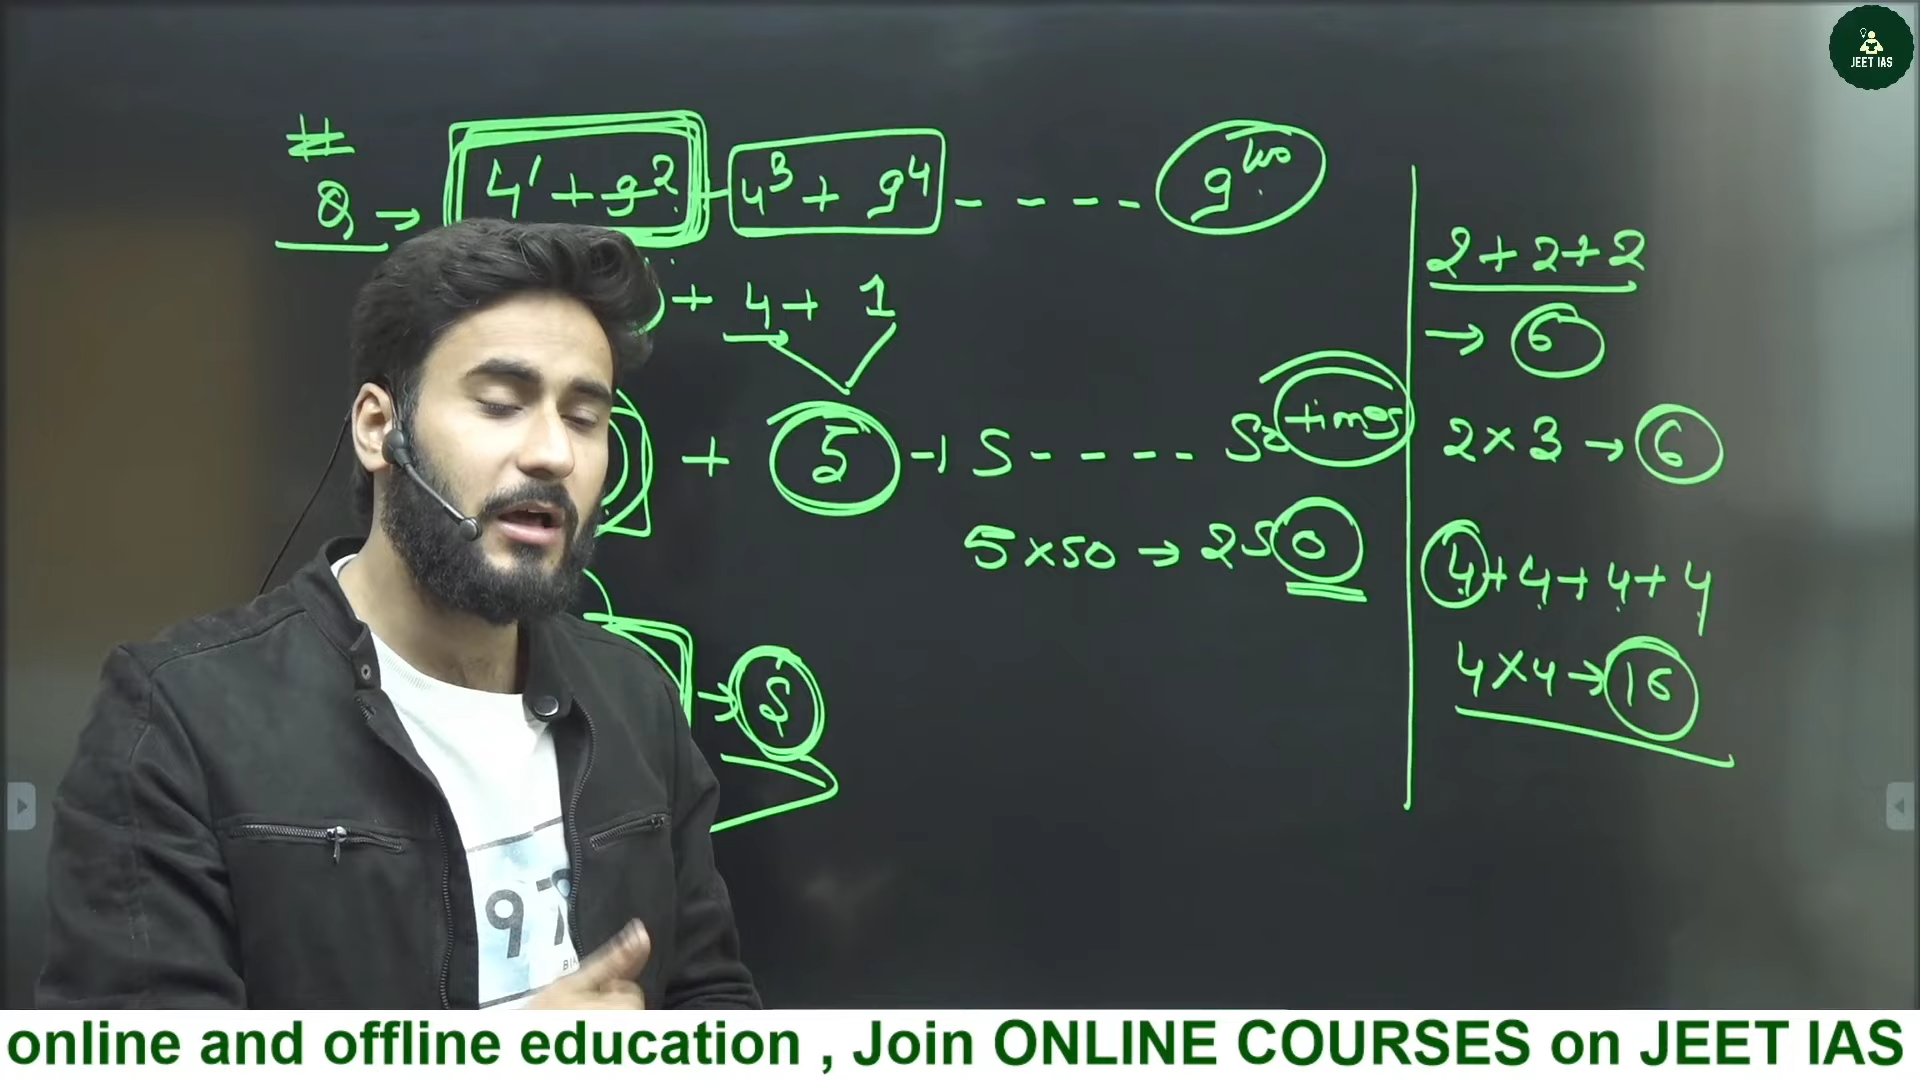 JEET IAS
#
Q → 4¹ + 9² + 4³ + 9⁴ - - - - 9¹⁰⁰
+ 4 + 1
+ 5 + 5 - - - - 50 times
5 × 50 → 250
→ 5
2 + 2 + 2
→ 6
2 × 3 → 6
4 + 4 + 4 + 4
4 × 4 → 16
97
online and offline education , Join ONLINE COURSES on JEET IAS